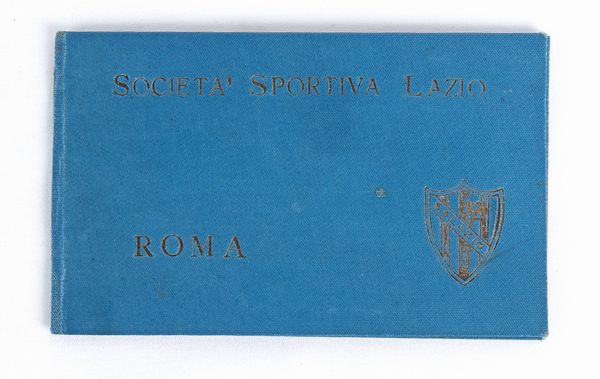 SOCIETA' SPORTIVA LAZIO
ROMA